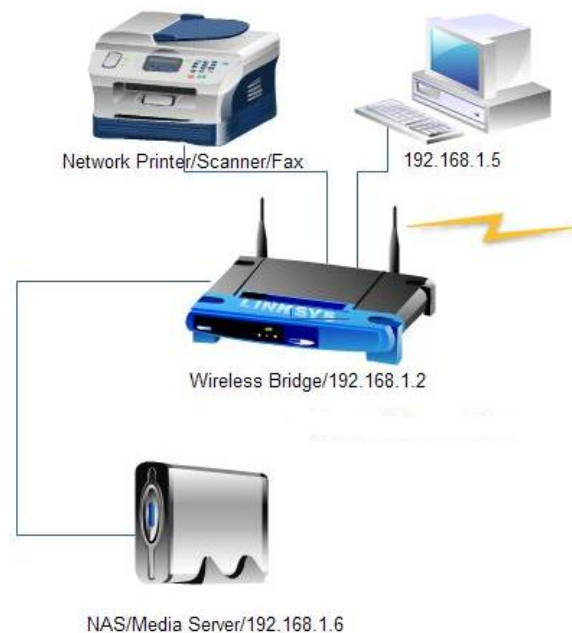 Network Printer/Scanner/Fax
192.168.1.5
LINKSYS
Wireless Bridge/192.168.1.2
NAS/Media Server/192.168.1.6